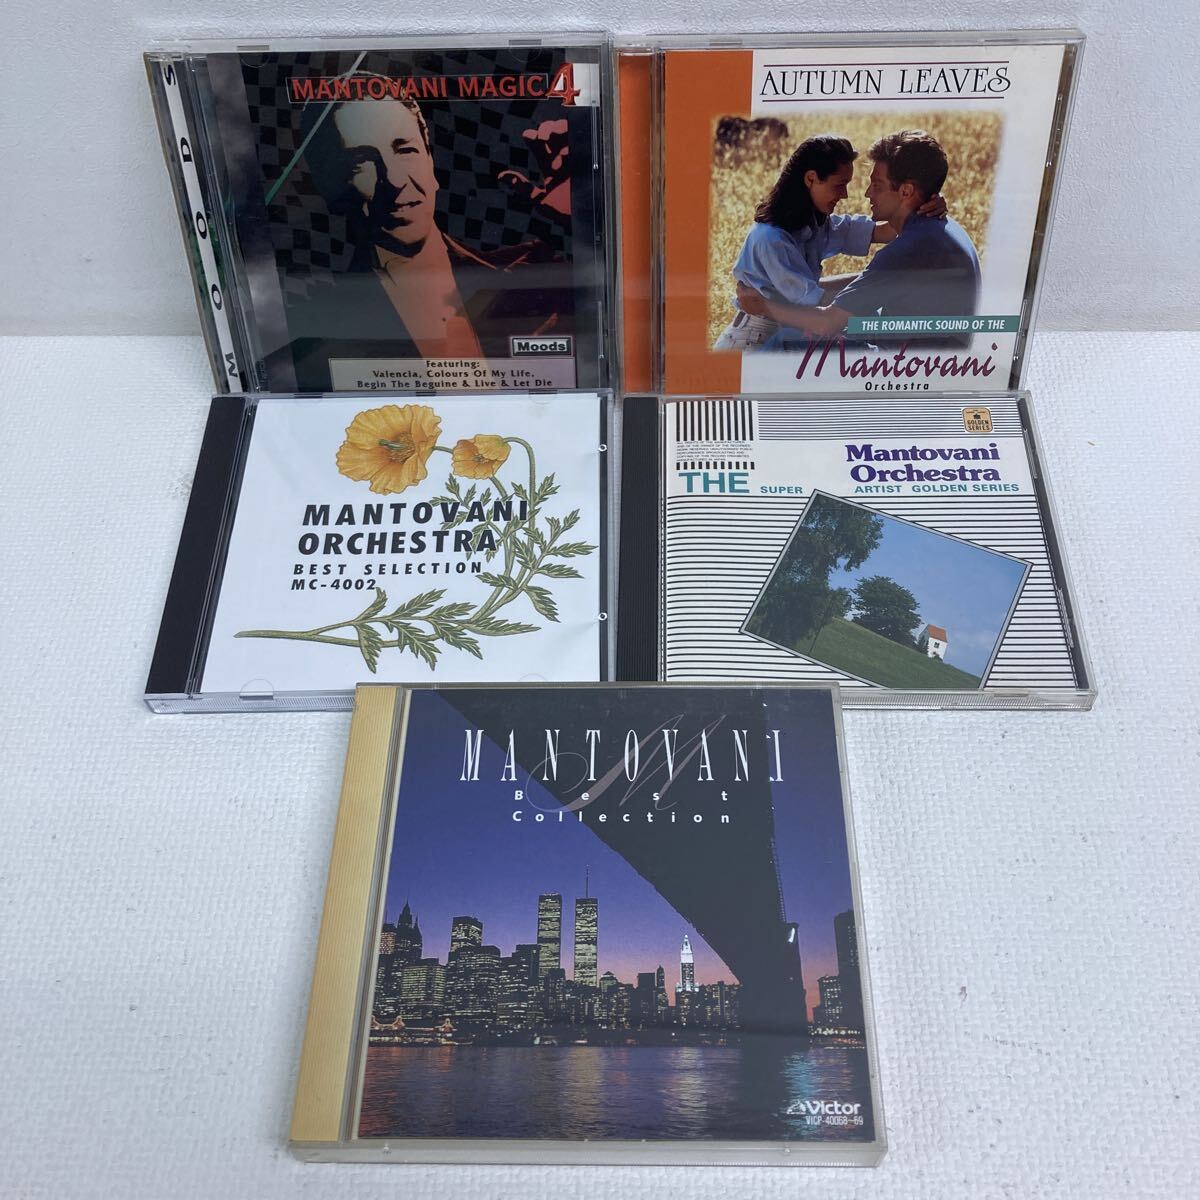 MOODS
MANTOVANI MAGIC 4
Moods
Featuring:
Valencia, Colours Of My Life,
Begin The Beguine & Live & Let Die
AUTUMN LEAVES
THE ROMANTIC SOUND OF THE
Mantovani
Orchestra
MANTOVANI
ORCHESTRA
BEST SELECTION
MC-4002
GOLDEN
SERIES
Mantovani
Orchestra
THE SUPER ARTIST GOLDEN SERIES
MANTOVANI
M
Best
Collection
Victor
VICP-40068~69